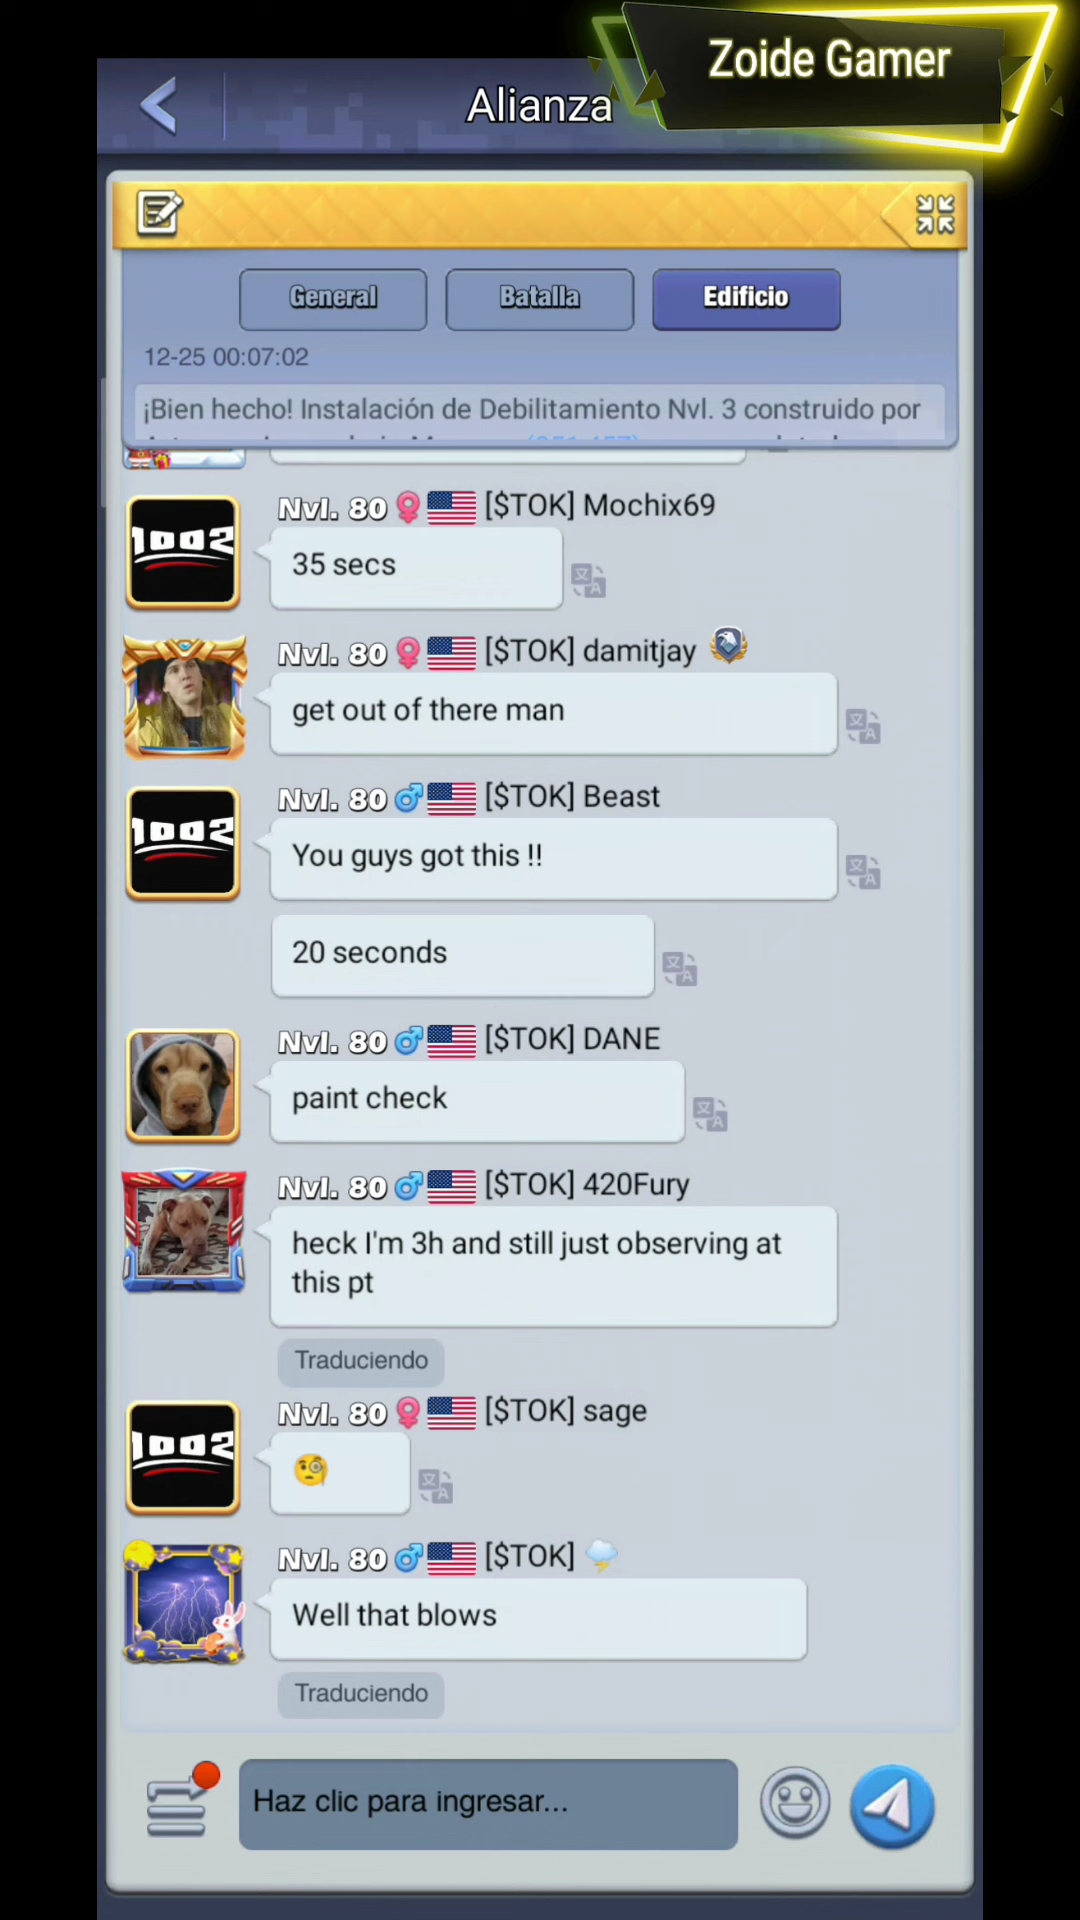 Zoide Gamer
Alianza
General
Batalla
Edificio
12-25 00:07:02
¡Bien hecho! Instalación de Debilitamiento Nvl. 3 construido por
Nvl. 80 [$TOK] Mochix69
1002
35 secs
Nvl. 80 [$TOK] damitjay
get out of there man
Nvl. 80 [$TOK] Beast
1002
You guys got this !!
20 seconds
Nvl. 80 [$TOK] DANE
paint check
Nvl. 80 [$TOK] 420Fury
heck I'm 3h and still just observing at
this pt
Traduciendo
Nvl. 80 [$TOK] sage
1002
🧐
Nvl. 80 [$TOK] 🌩️
Well that blows
Traduciendo
Haz clic para ingresar...